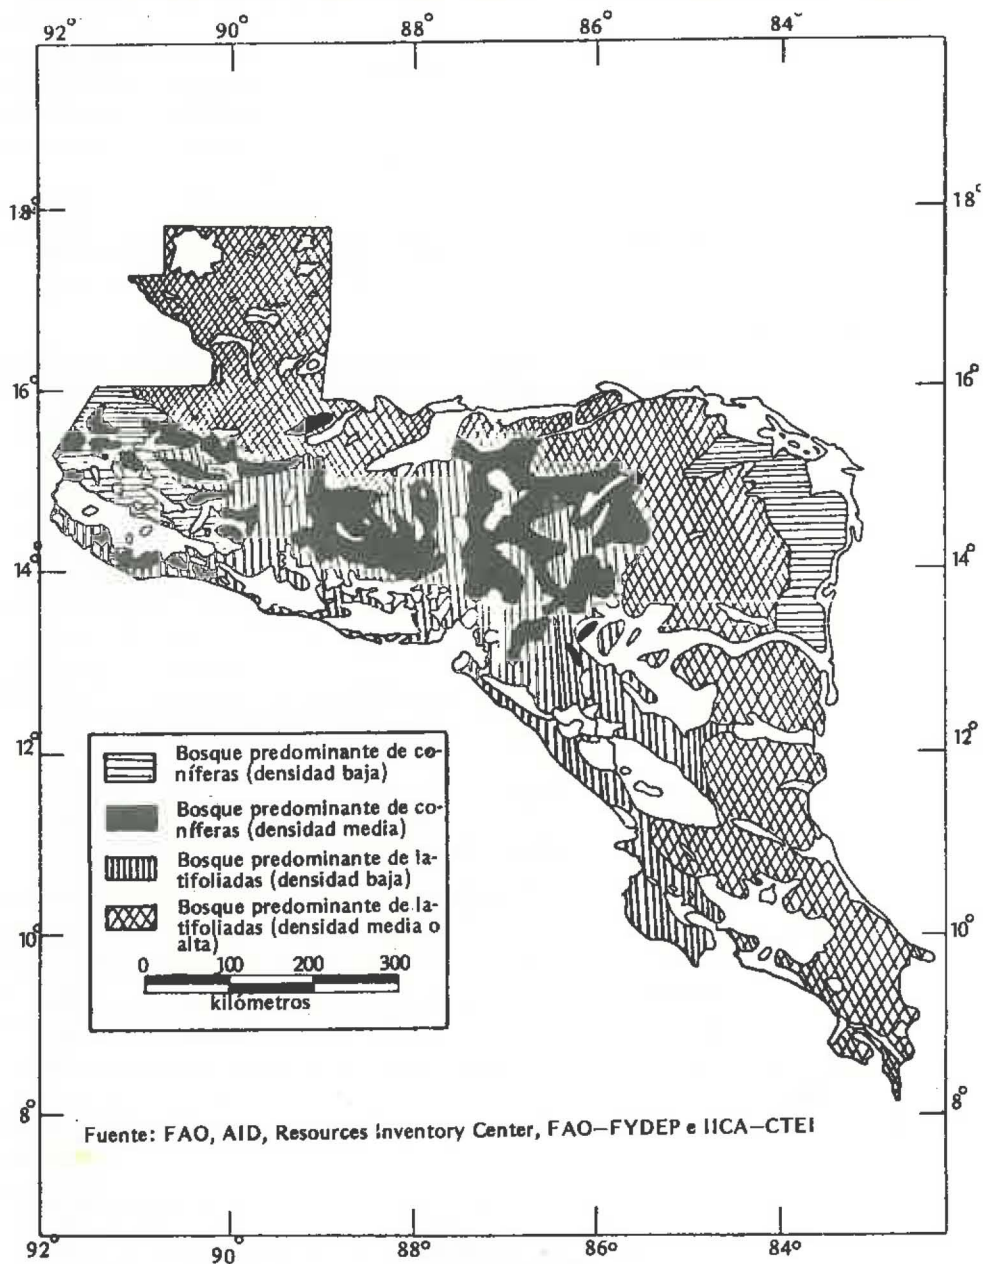 92° 90° 88° 86° 84°
18° 18°
16° 16°
14° 14°
12° 12°
Bosque predominante de co-
níferas (densidad baja)
Bosque predominante de co-
níferas (densidad media)
Bosque predominante de la-
tifoliadas (densidad baja)
Bosque predominante de la-
tifoliadas (densidad media o
alta)
10° 10°
0 100 200 300
kilómetros
8° 8°
Fuente: FAO, AID, Resources Inventory Center, FAO-FYDEP e IICA-CTEI
92° 90° 88° 86° 84°